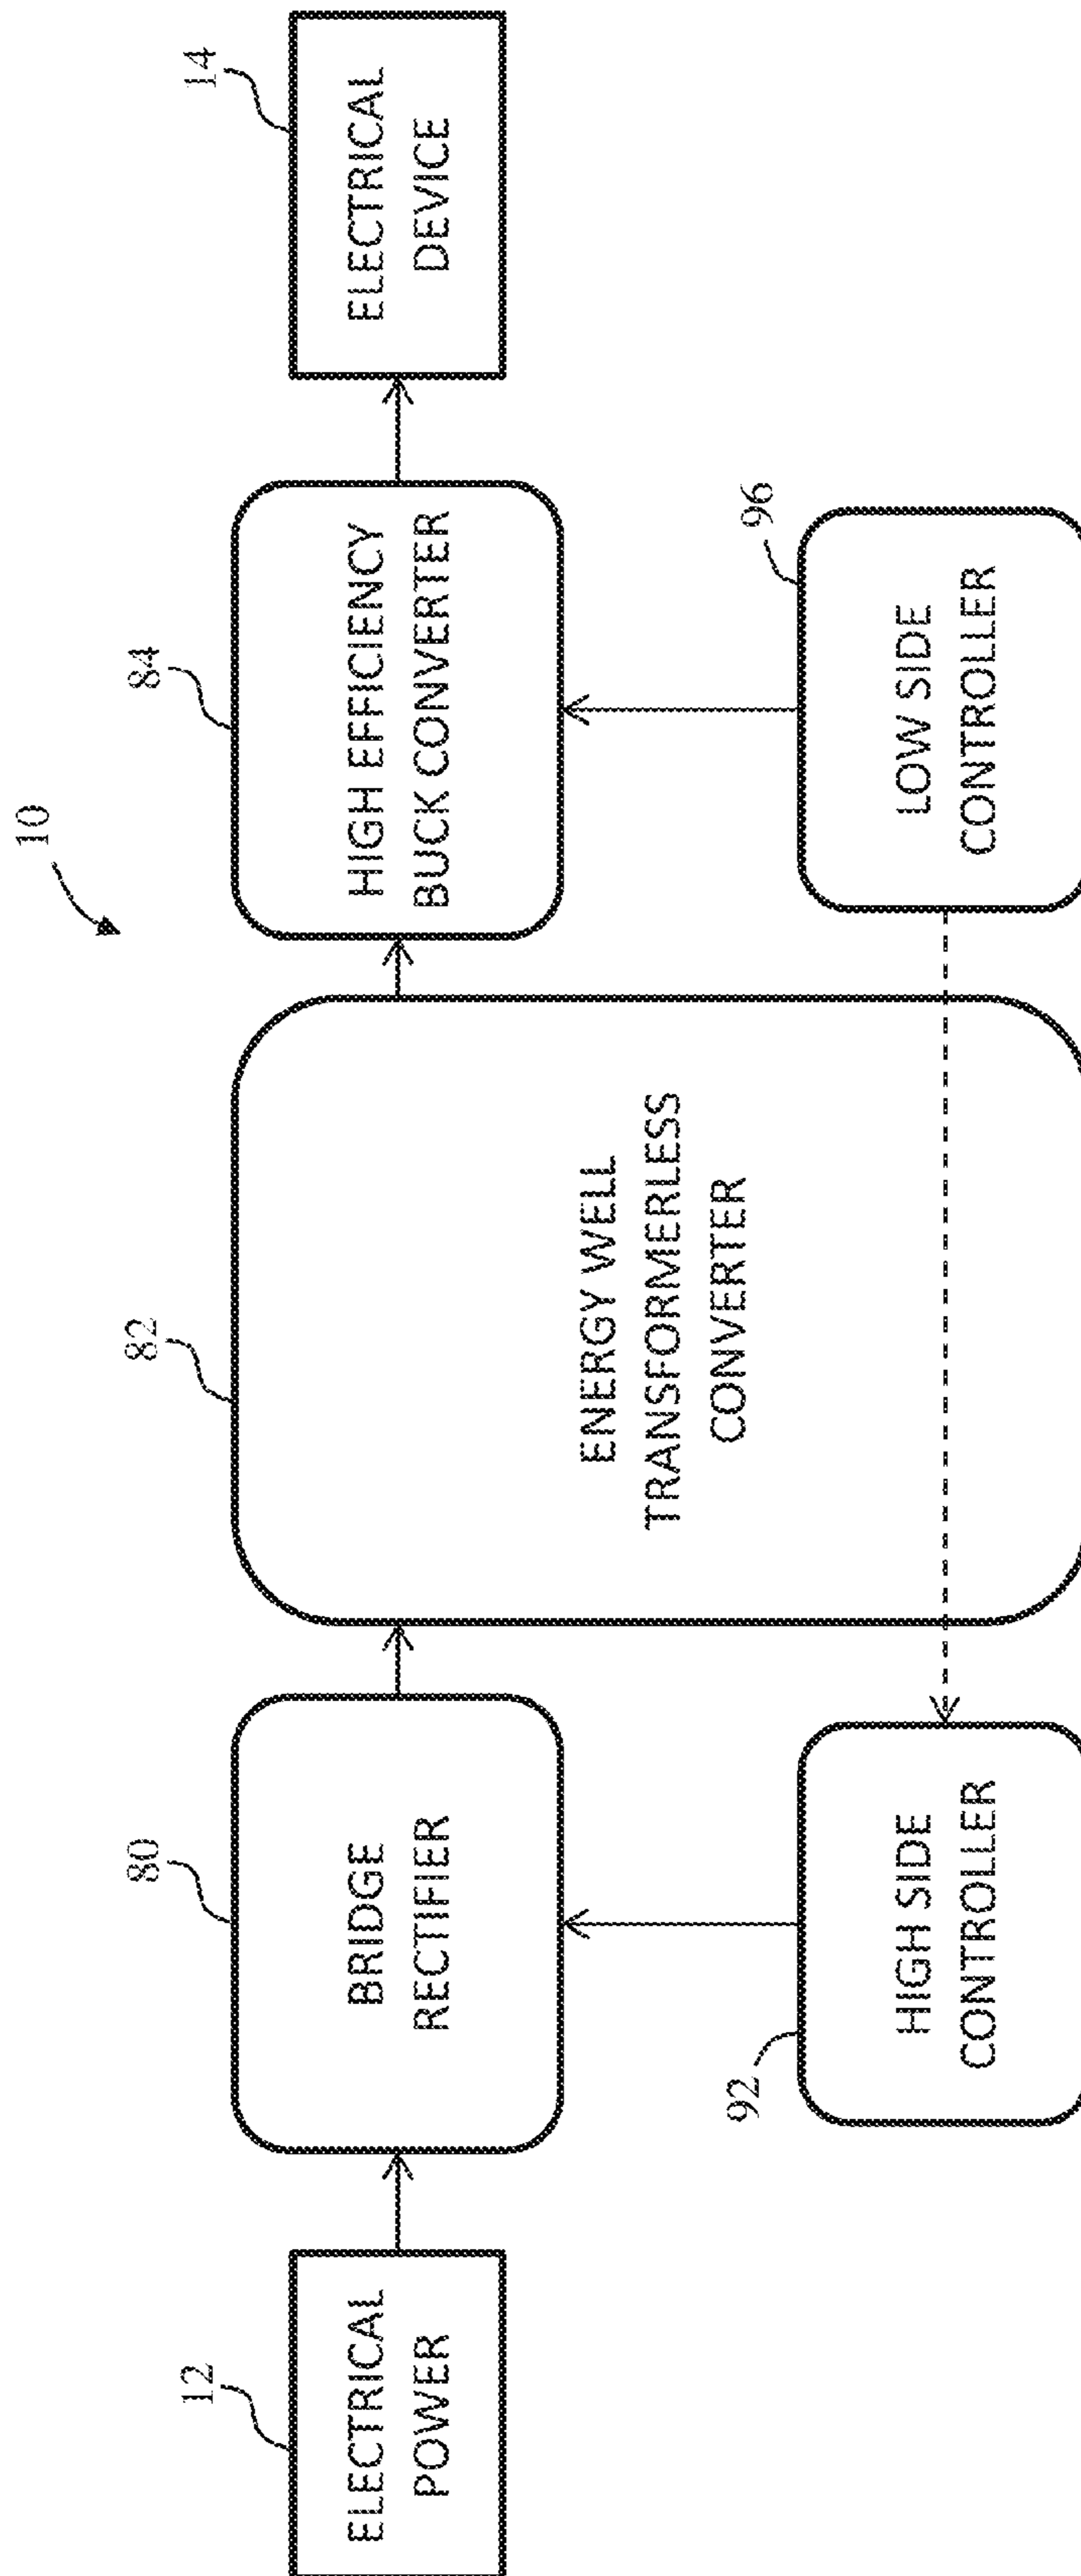 10
12
ELECTRICAL
POWER
80
BRIDGE
RECTIFIER
82
ENERGY WELL
TRANSFORMERLESS
CONVERTER
84
HIGH EFFICIENCY
BUCK CONVERTER
14
ELECTRICAL
DEVICE
92
HIGH SIDE
CONTROLLER
96
LOW SIDE
CONTROLLER